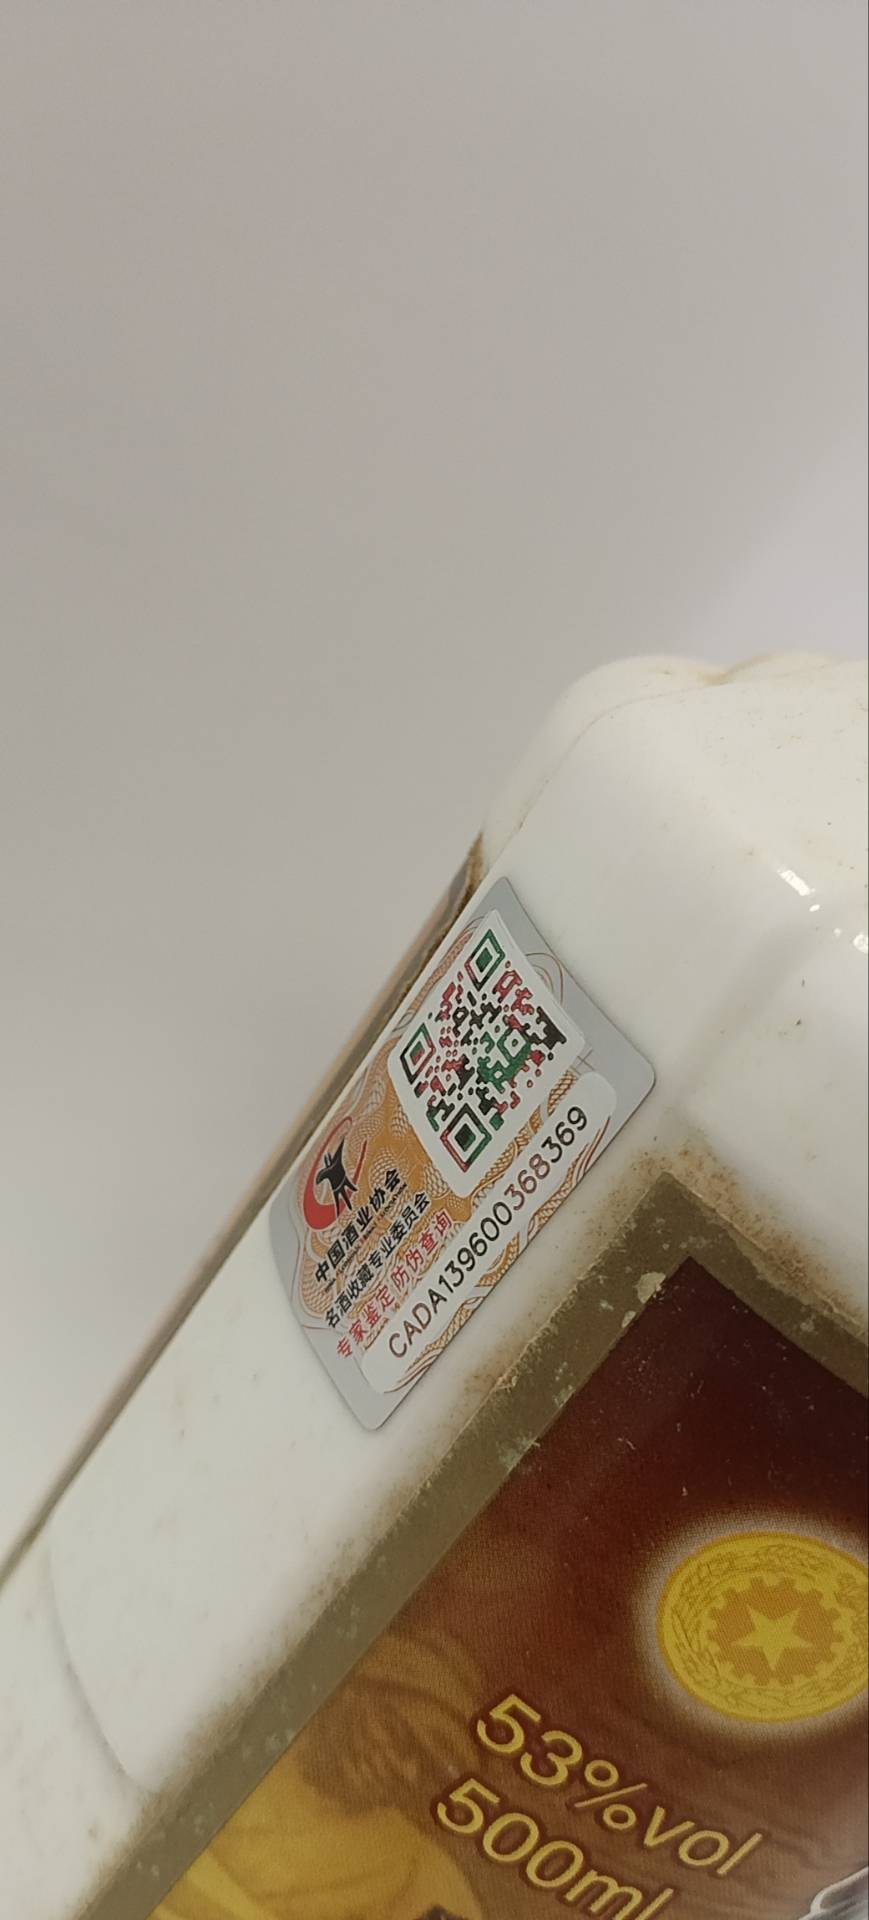 中国酒业协会
名酒收藏专业委员会
专家鉴定防伪查询
CADA139600368369
53%vol
500ml